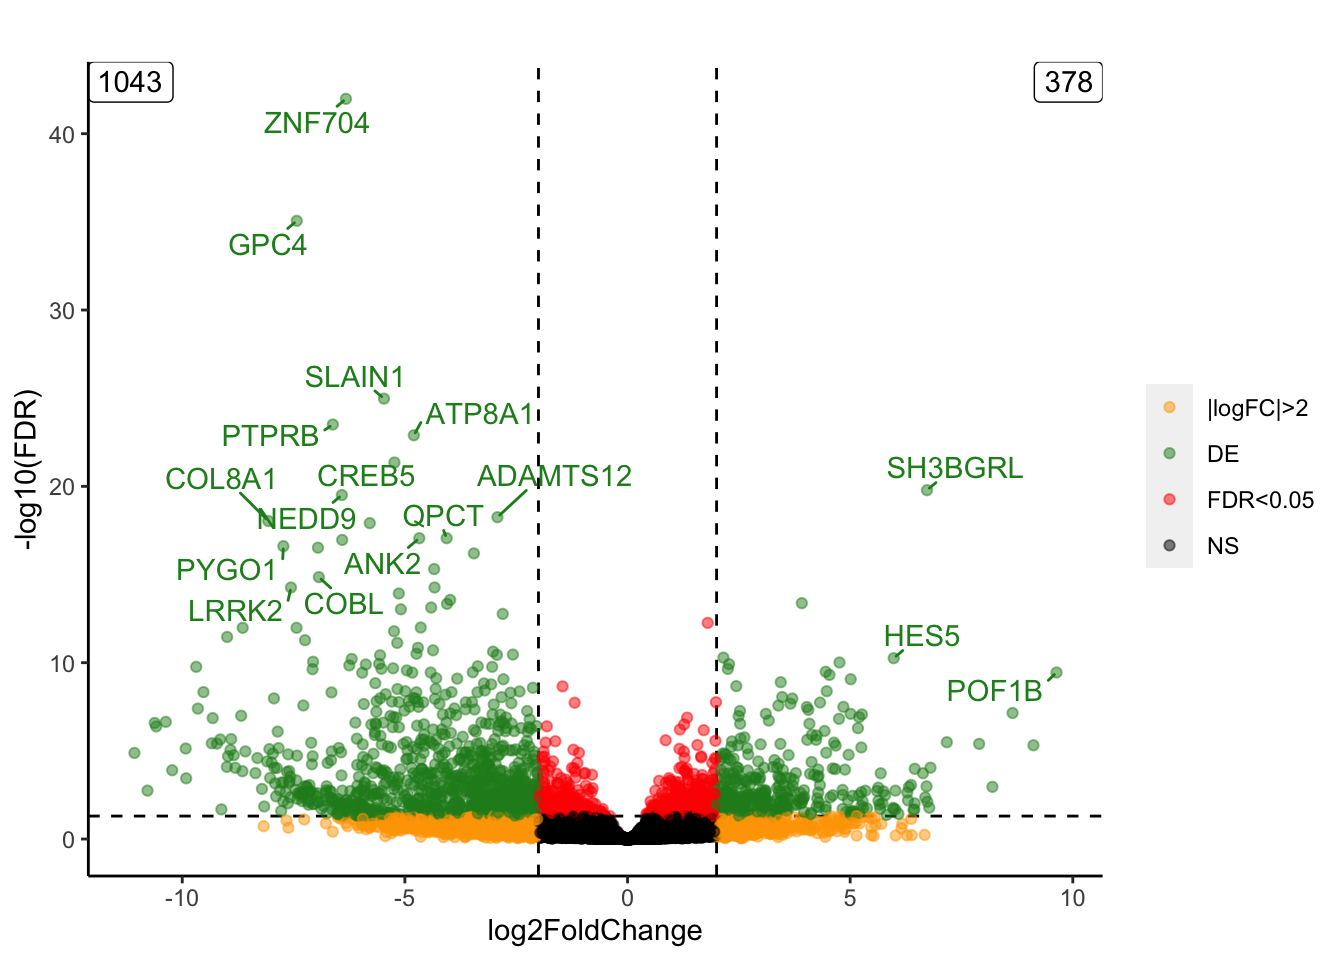 1043
378
ZNF704
40
GPC4
30
SLAIN1
ATP8A1
PTPRB
COL8A1
CREB5
ADAMTS12
SH3BGRL
20
NEDD9
QPCT
ANK2
PYGO1
LRRK2
COBL
HES5
10
POF1B
0
-log10(FDR)
-10
-5
0
5
10
log2FoldChange
|logFC|>2
DE
FDR<0.05
NS